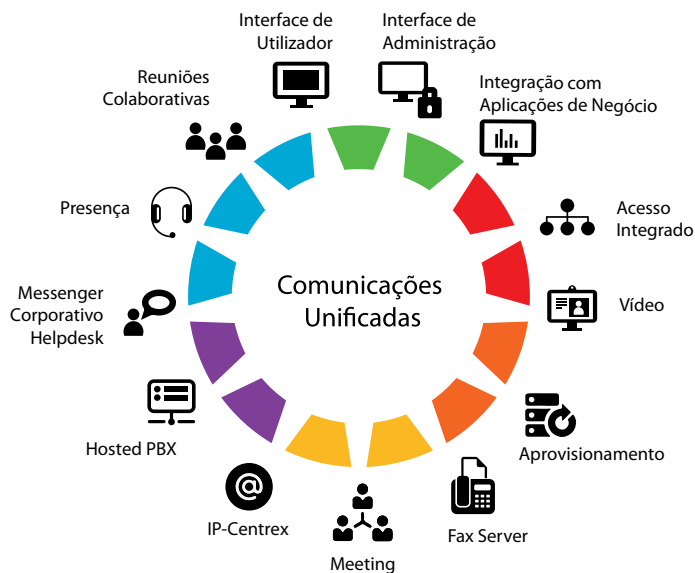 Interface de
Utilizador
Interface de
Administração
Integração com
Aplicações de Negócio
Acesso
Integrado
Vídeo
Aprovisionamento
Fax Server
Meeting
IP-Centrex
Hosted PBX
Messenger
Corporativo
Helpdesk
Presença
Reuniões
Colaborativas
Comunicações
Unificadas
@